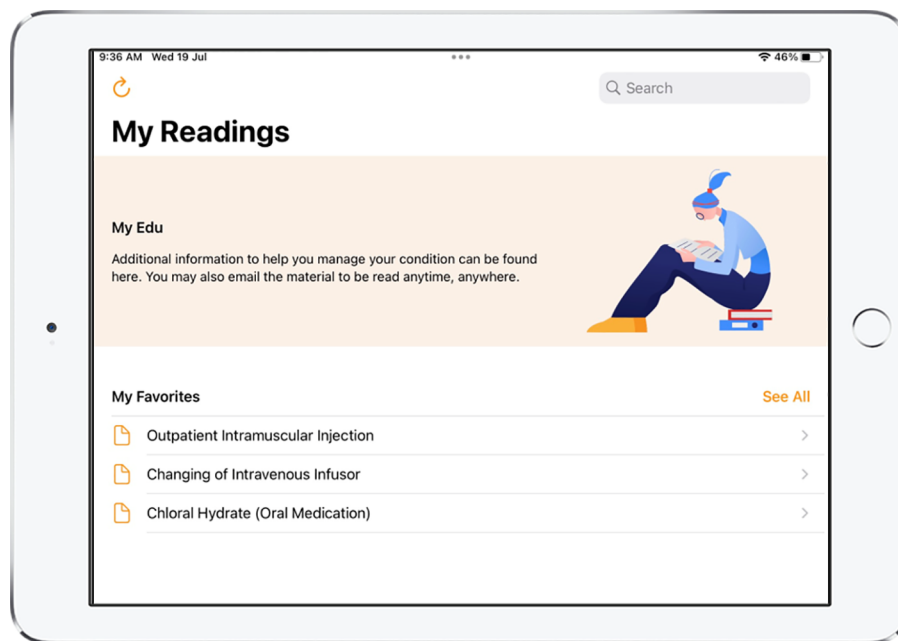 9:36 AM Wed 19 Jul
46%
Search
My Readings
My Edu
Additional information to help you manage your condition can be found
here. You may also email the material to be read anytime, anywhere.
My Favorites See All
Outpatient Intramuscular Injection
Changing of Intravenous Infusor
Chloral Hydrate (Oral Medication)